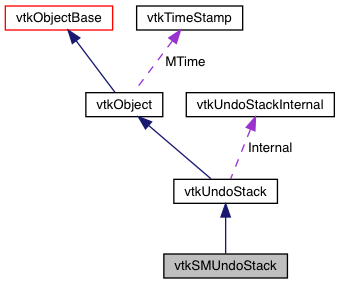 vtkObjectBase
vtkTimeStamp
MTime
vtkObject
vtkUndoStackInternal
Internal
vtkUndoStack
vtkSMUndoStack